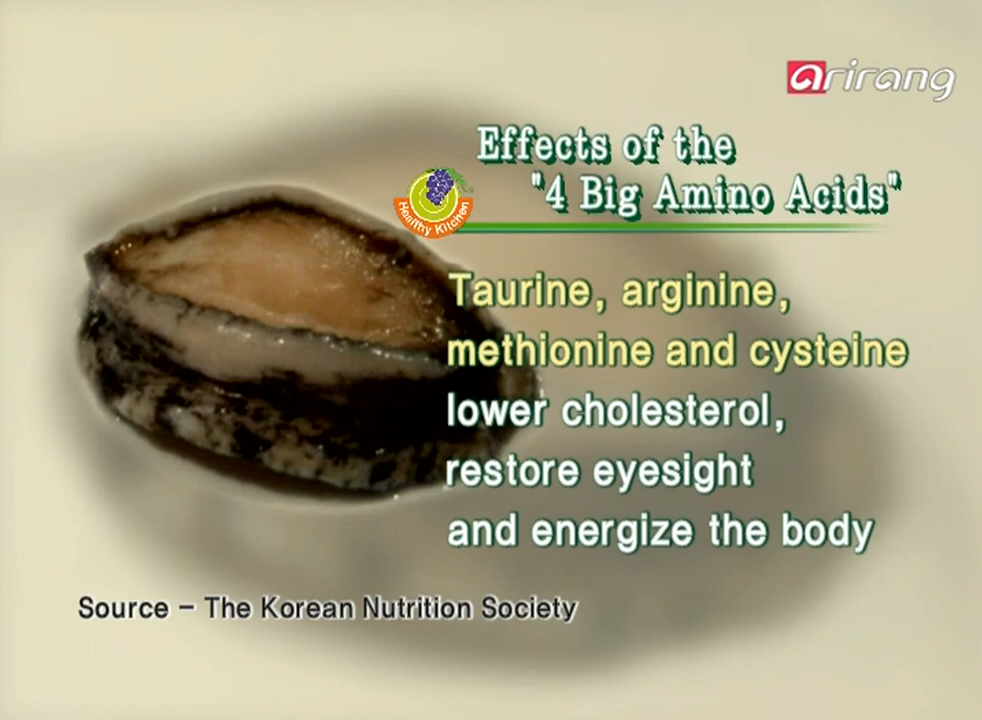 arirang
Effects of the
"4 Big Amino Acids"
Healthy Kitchen
Taurine, arginine,
methionine and cysteine
lower cholesterol,
restore eyesight
and energize the body
Source - The Korean Nutrition Society